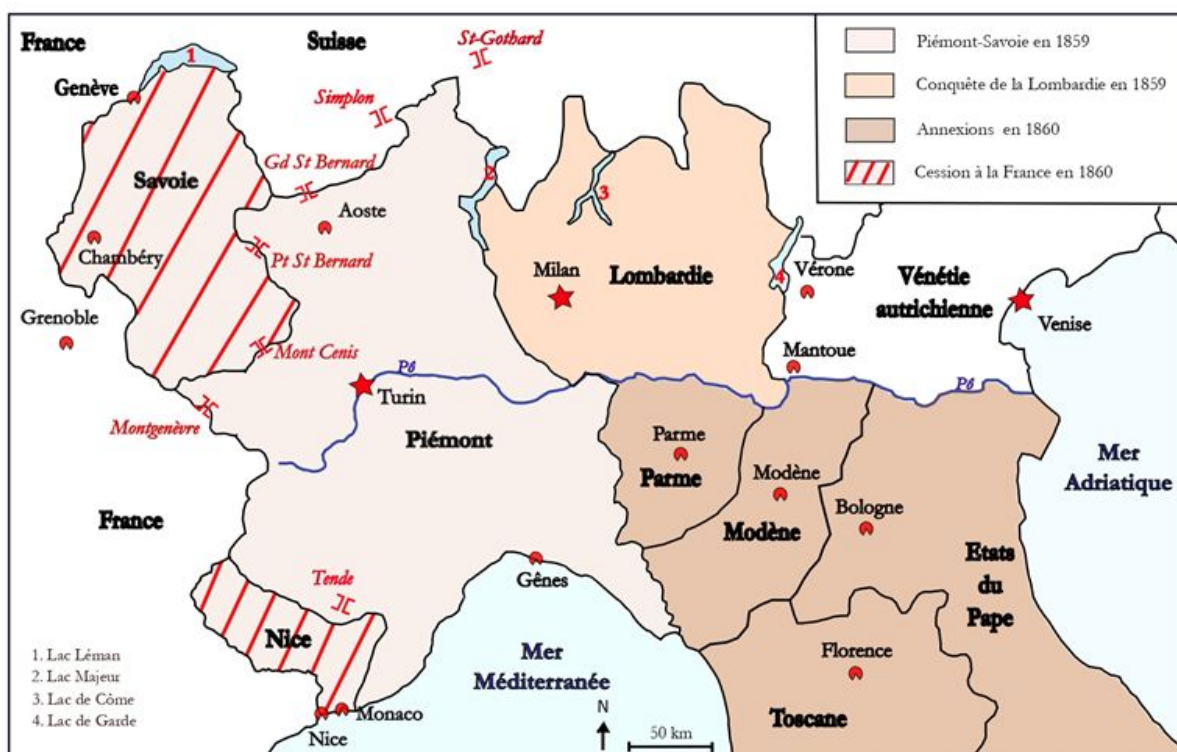 France
Suisse
St-Gothard
1
Genève
Simplon
Gd St Bernard
2
Savoie
Aoste
3
Chambéry
Pt St Bernard
Milan
Lombardie
4
Vérone
Vénétie
autrichienne
Venise
Grenoble
Mont Cenis
Mantoue
Pô
Pô
Turin
Montgenèvre
Piémont
Parme
Parme
Modène
Modène
Mer
Adriatique
France
Bologne
Gênes
Tende
Etats
du
Pape
Nice
Florence
Mer
Méditerranée
Toscane
Monaco
Nice
N
50 km
1. Lac Léman
2. Lac Majeur
3. Lac de Côme
4. Lac de Garde
Piémont-Savoie en 1859
Conquête de la Lombardie en 1859
Annexions en 1860
Cession à la France en 1860